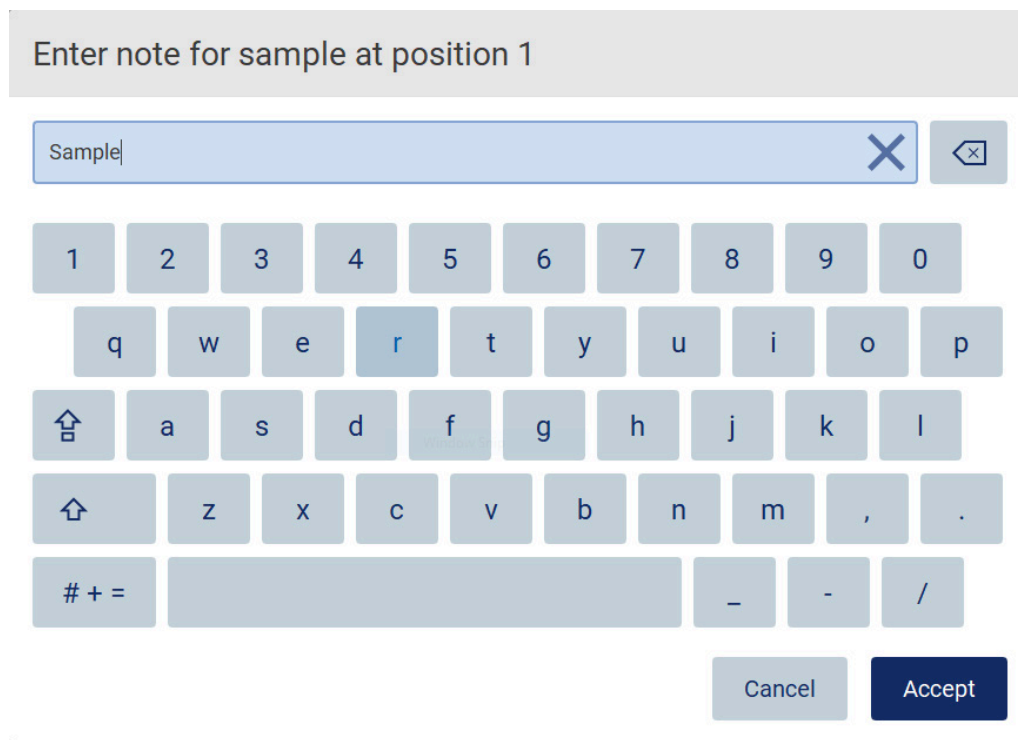 Enter note for sample at position 1
Sample
1 2 3 4 5 6 7 8 9 0
q w e r t y u i o p
a s d f g h j k l
z x c v b n m , .
# + = _ - /
Cancel Accept